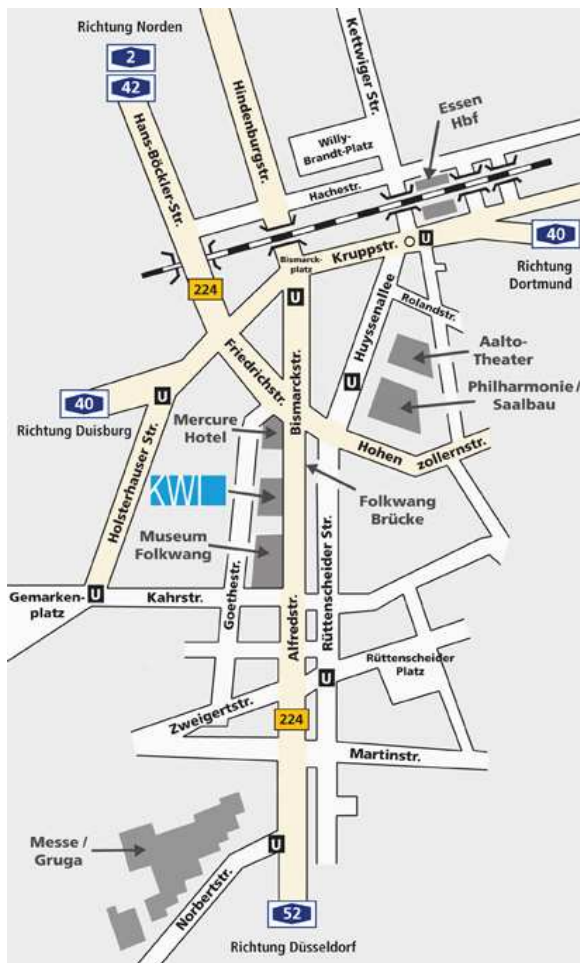 Richtung Norden
2
42
Hans-Böckler-Str.
Hindenburgstr.
Kettwiger Str.
Willy-
Brandt-Platz
Essen
Hbf
Hachestr.
40
Richtung
Dortmund
Bismarck-
platz
Kruppstr.
U
224
U
Huyssenallee
Rolandstr.
Friedrichstr.
Bismarckstr.
Aalto-
Theater
Philharmonie/
Saalbau
U
U
40
Richtung Duisburg
Holsterhauser Str.
Mercure
Hotel
Hohen
zollernstr.
KWI
Folkwang
Brücke
Museum
Folkwang
Goethestr.
Rüttenscheider Str.
U
Gemarken-
platz
Kahrstr.
Alfredstr.
Rüttenscheider
Platz
U
Zweigertstr.
224
Martinstr.
Messe /
Gruga
U
Norbertstr.
52
Richtung Düsseldorf